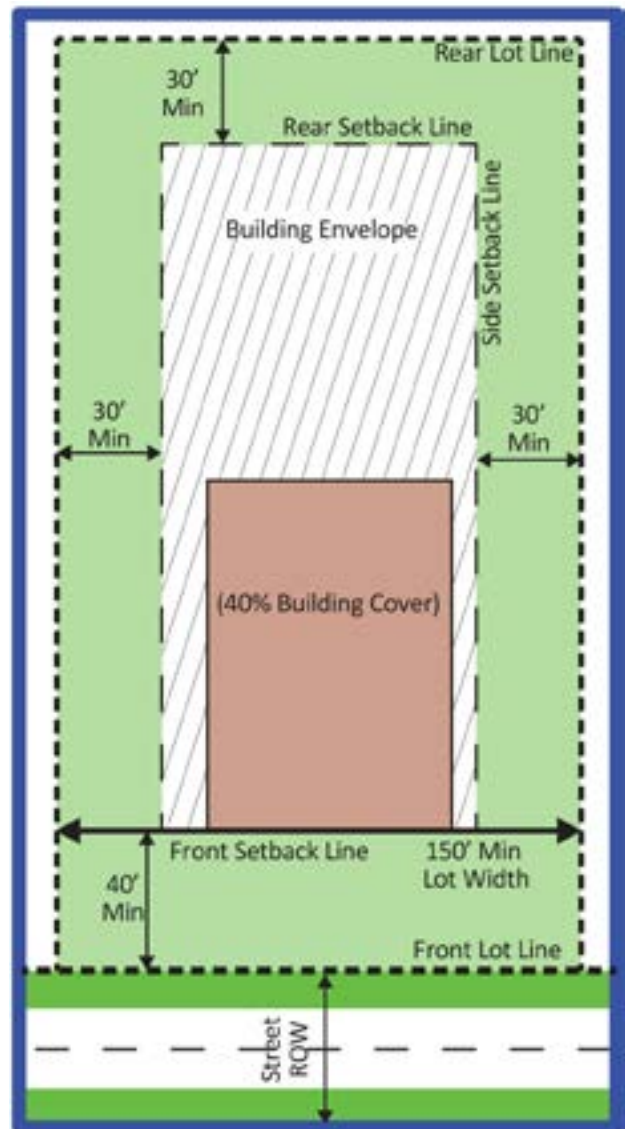 Rear Lot Line
30'
Min
Rear Setback Line
Side Setback Line
Building Envelope
30'
Min
30'
Min
(40% Building Cover)
Front Setback Line
150' Min
Lot Width
40'
Min
Front Lot Line
Street
ROW